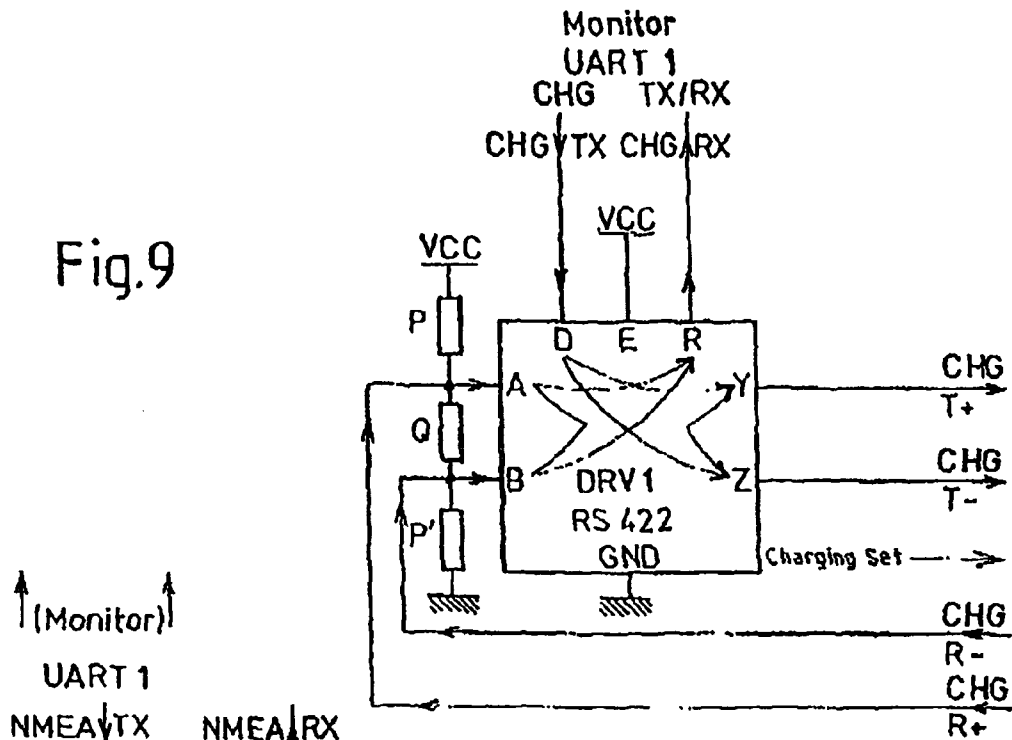 Monitor
UART 1
CHG TX/RX
CHG TX CHG RX
Fig.9
VCC
VCC
P
D E R
A Y
CHG
T+
Q
B Z
DRV1
CHG
T-
RS 422
P'
GND
Charging Set
(Monitor)
CHG
R-
UART 1
CHG
NMEA TX NMEA RX
R+